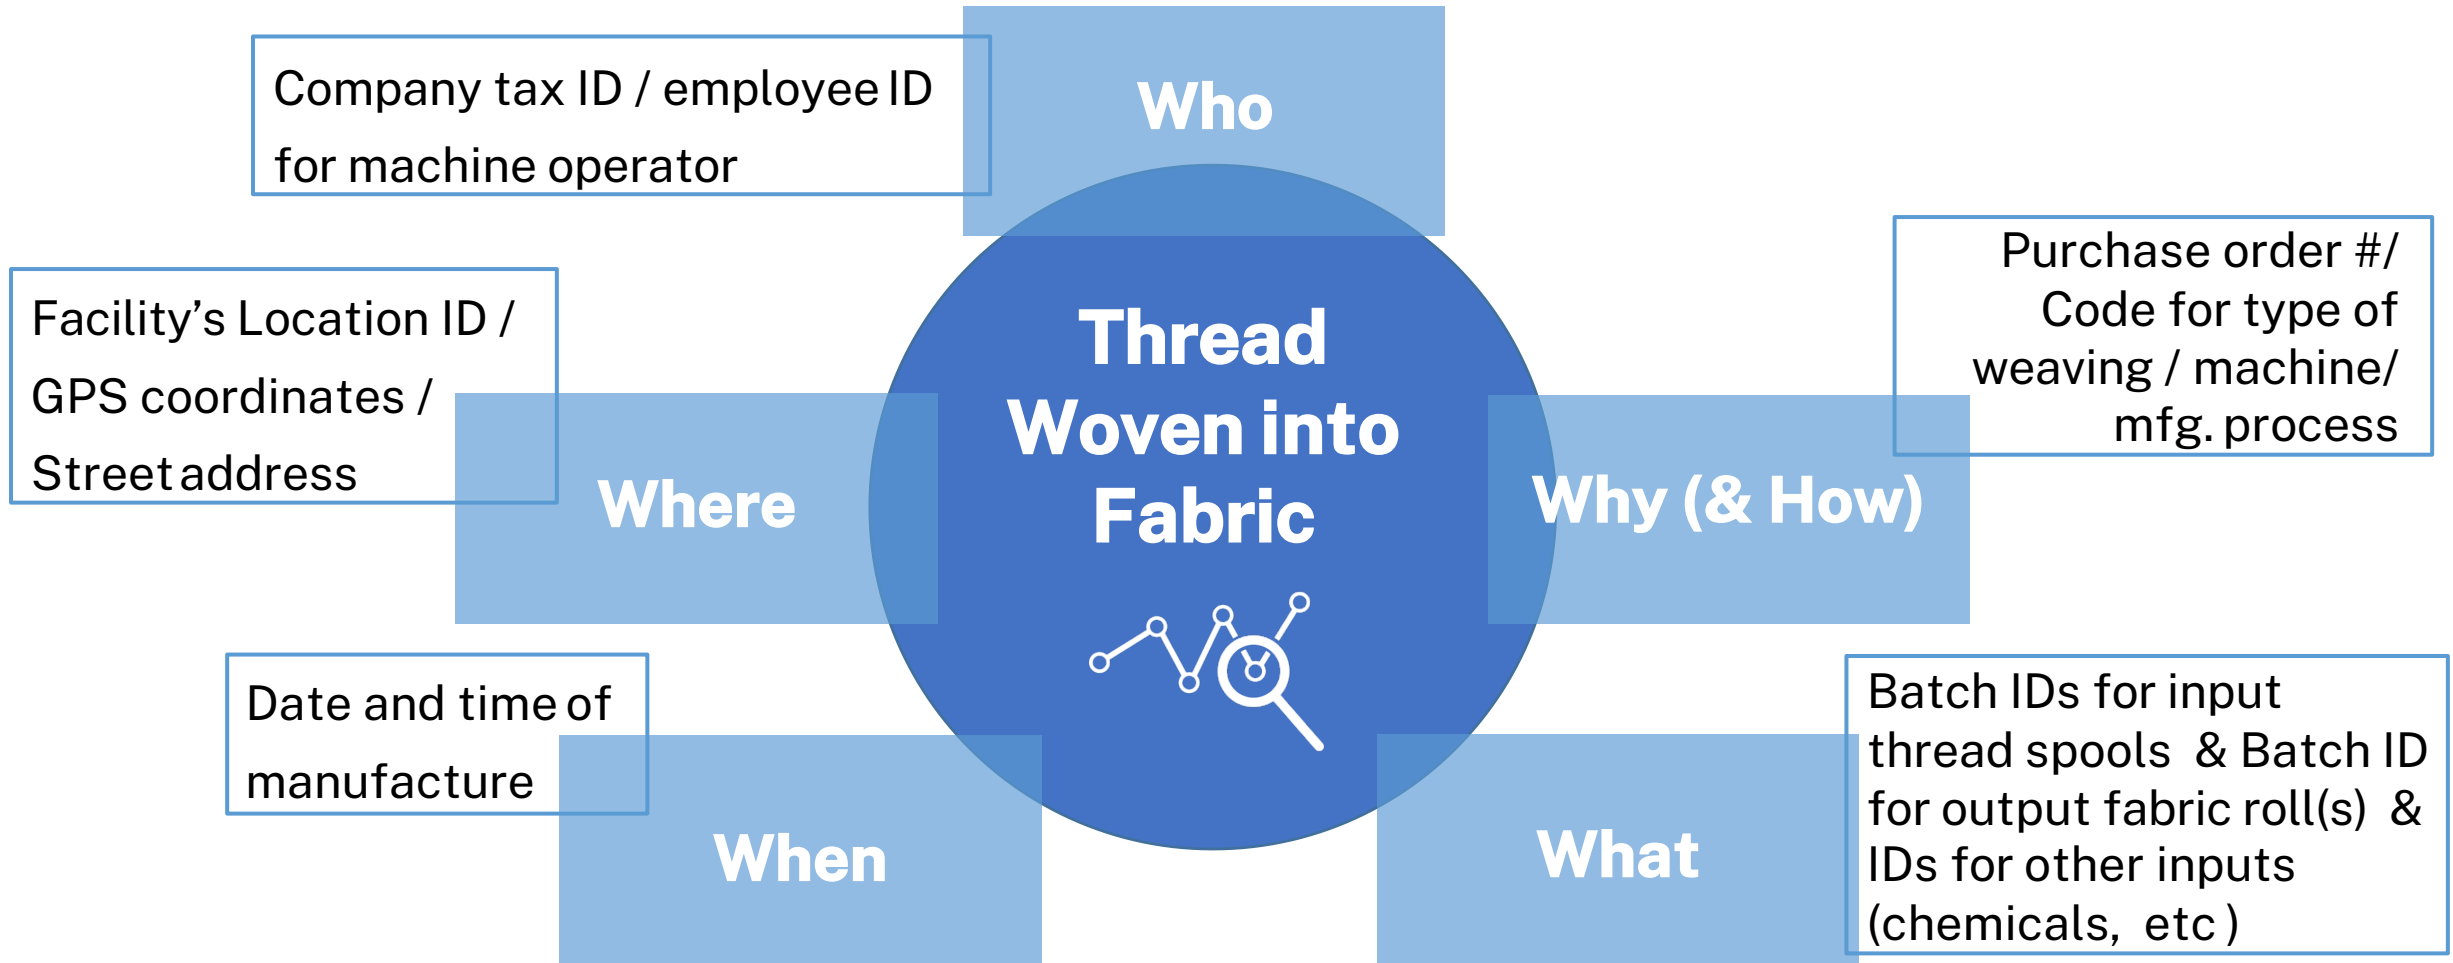 Company tax ID / employee ID
for machine operator
Who
Facility’s Location ID /
GPS coordinates /
Street address
Where
Thread
Woven into
Fabric
Purchase order #/
Code for type of
weaving / machine/
mfg. process
Why (& How)
Date and time of
manufacture
When
What
Batch IDs for input
thread spools & Batch ID
for output fabric roll(s) &
IDs for other inputs
(chemicals, etc )